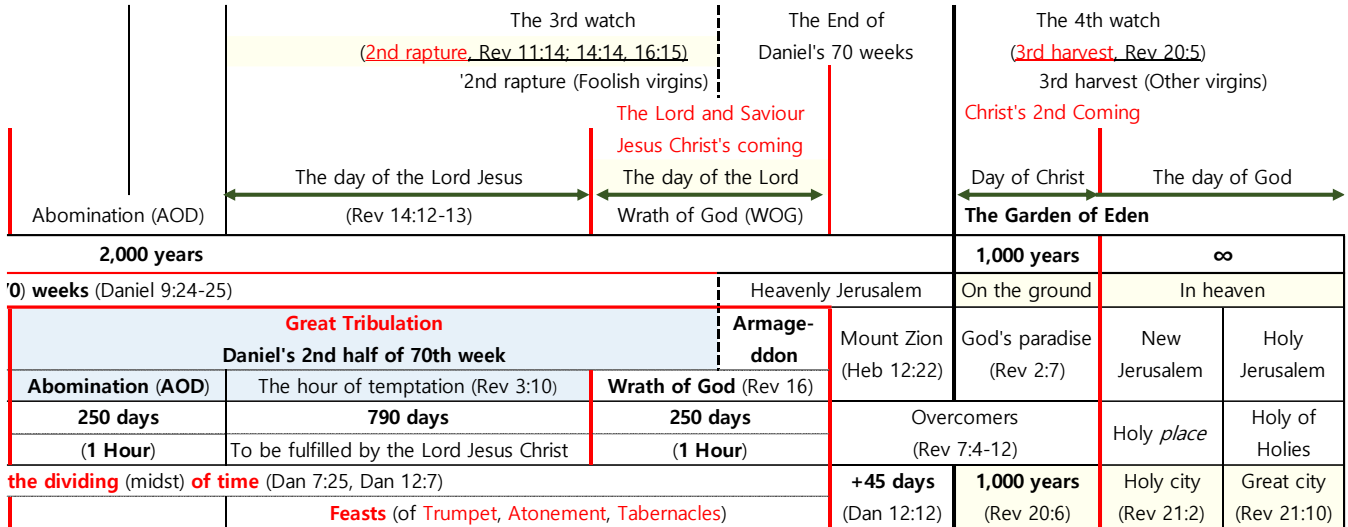 The 3rd watch
(2nd rapture, Rev 11:14; 14:14, 16:15)
'2nd rapture (Foolish virgins)
The End of
Daniel's 70 weeks
The 4th watch
(3rd harvest, Rev 20:5)
3rd harvest (Other virgins)
The Lord and Saviour
Jesus Christ's coming
Christ's 2nd Coming
The day of the Lord Jesus
The day of the Lord
Day of Christ
The day of God
Abomination (AOD)
(Rev 14:12-13)
Wrath of God (WOG)
The Garden of Eden
2,000 years
1,000 years
∞
0) weeks (Daniel 9:24-25)
Heavenly Jerusalem
On the ground
In heaven
Great Tribulation
Daniel's 2nd half of 70th week
Armage-
ddon
Mount Zion
(Heb 12:22)
God's paradise
(Rev 2:7)
New
Jerusalem
Holy
Jerusalem
Abomination (AOD)
The hour of temptation (Rev 3:10)
Wrath of God (Rev 16)
250 days
790 days
250 days
(1 Hour)
To be fulfilled by the Lord Jesus Christ
(1 Hour)
Overcomers
(Rev 7:4-12)
Holy place
Holy of
Holies
the dividing (midst) of time (Dan 7:25, Dan 12:7)
+45 days
(Dan 12:12)
1,000 years
(Rev 20:6)
Holy city
(Rev 21:2)
Great city
(Rev 21:10)
Feasts (of Trumpet, Atonement, Tabernacles)